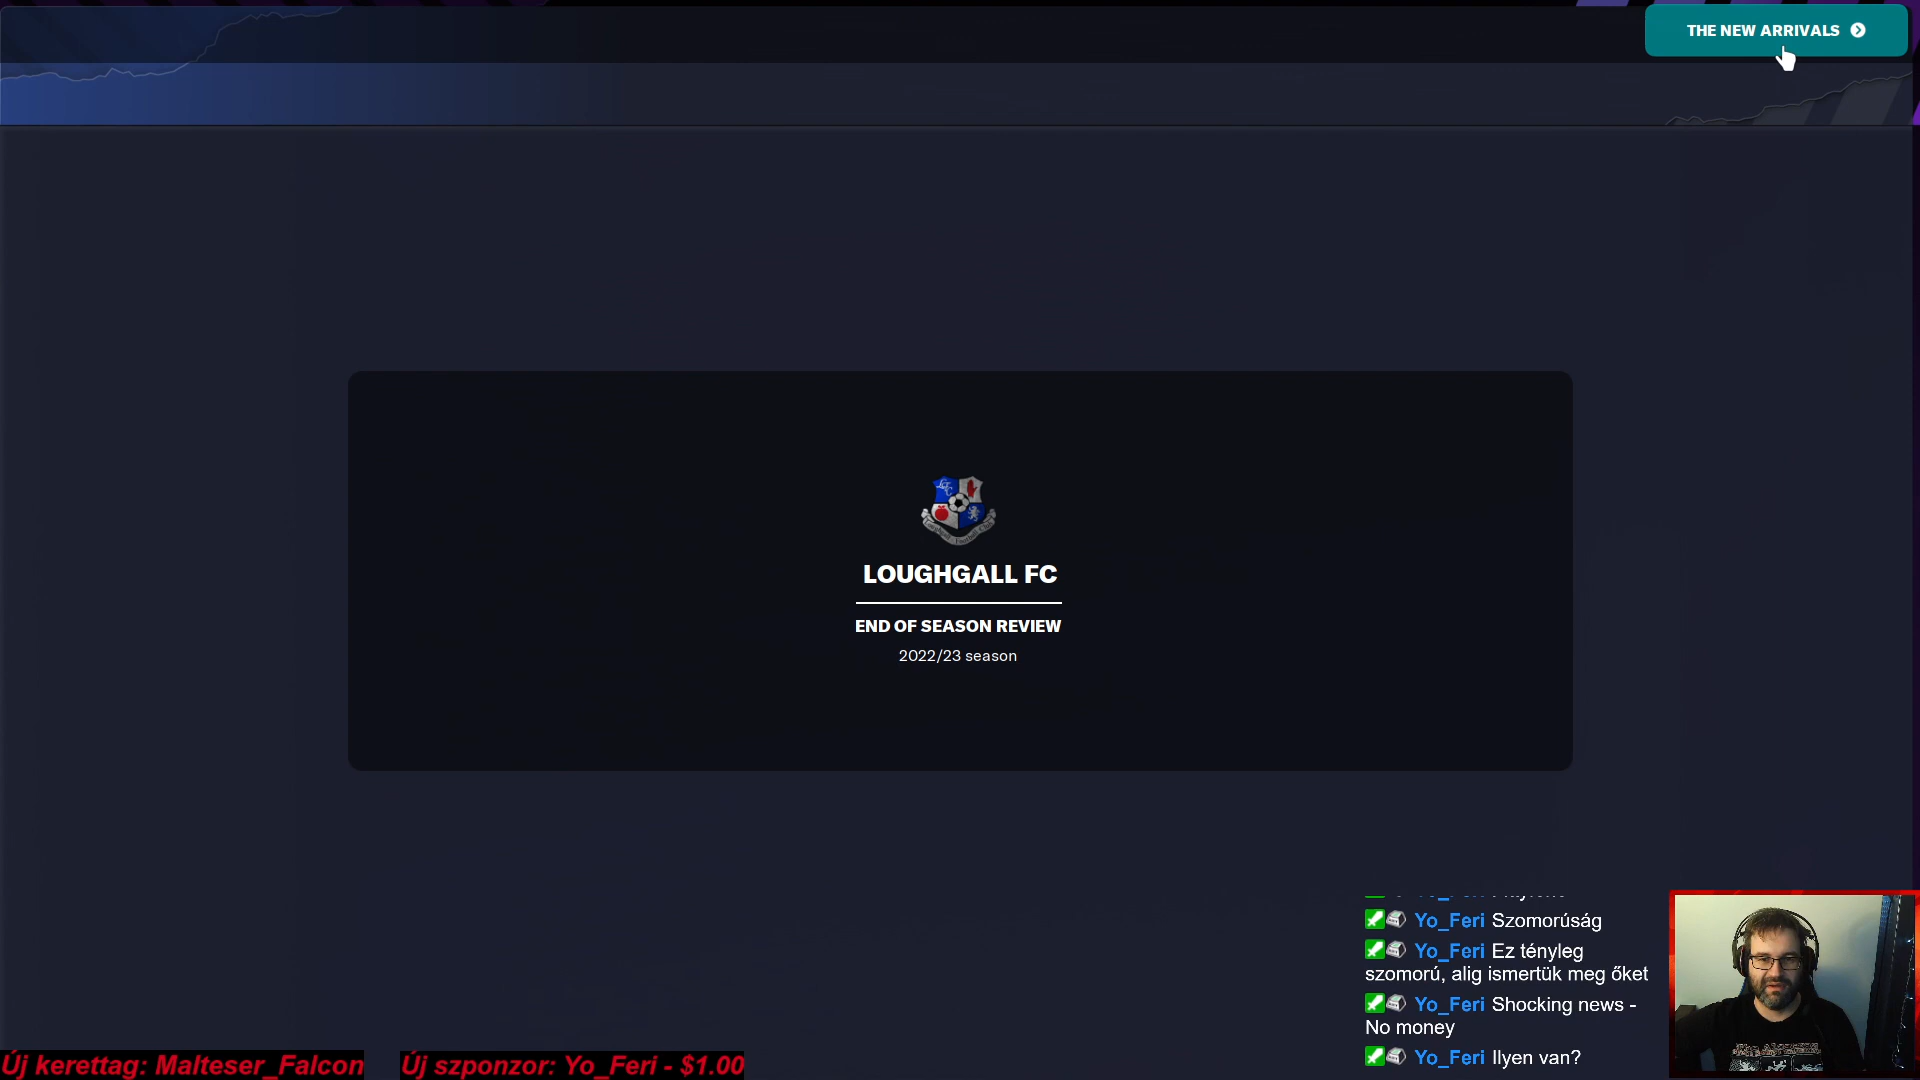 THE NEW ARRIVALS
LOUGHGALL FC
END OF SEASON REVIEW
2022/23 season
Yo_Feri Szomorúság
Yo_Feri Ez tényleg
szomorú, alig ismertük meg őket
Yo_Feri Shocking news -
No money
Yo_Feri Ilyen van?
Új kerettag: Malteser_Falcon
Új szponzor: Yo_Feri - $1.00